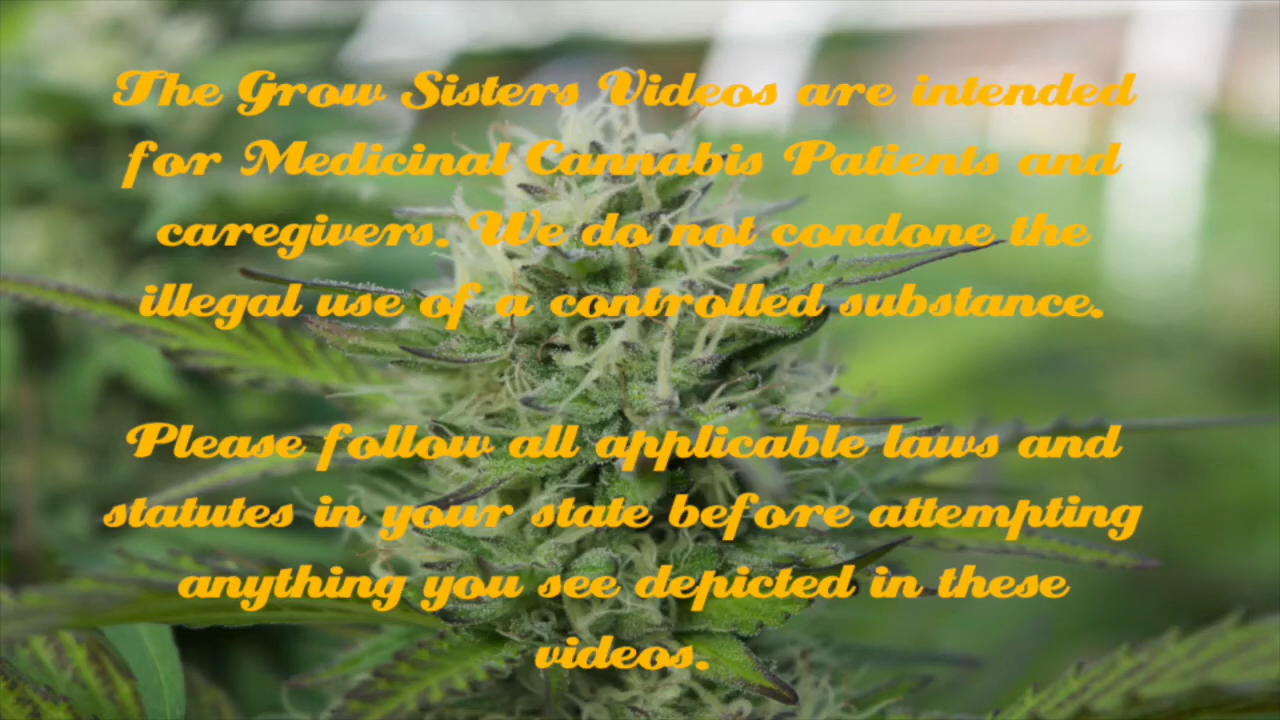 The Grow Sisters Videos are intended
for Medicinal Cannabis Patients and
caregivers. We do not condone the
illegal use of a controlled substance.
Please follow all applicable laws and
statutes in your state before attempting
anything you see depicted in these
videos.